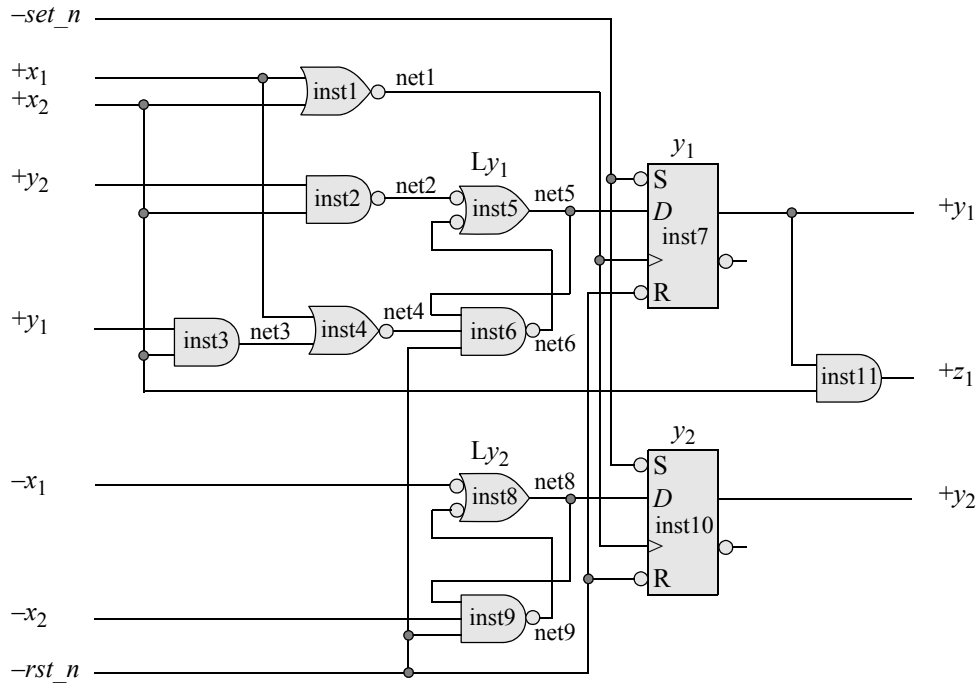 –set_n
+x1
+x2
inst1
net1
y1
Ly1
+y2
inst2
net2
inst5
net5
S
D
inst7
R
+y1
+y1
net3
inst3
inst4
net4
inst6
net6
inst11
+z1
y2
Ly2
S
–x1
inst8
net8
D
inst10
+y2
R
–x2
inst9
net9
–rst_n